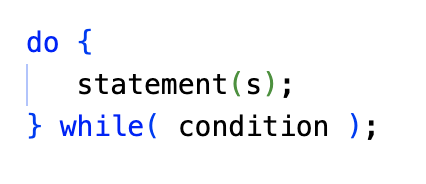 do {
   statement(s);
} while( condition );